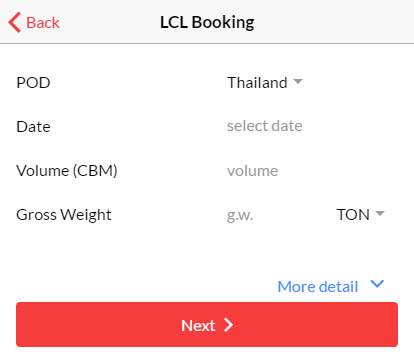 Back LCL Booking
POD Thailand
Date select date
Volume (CBM) volume
Gross Weight g.w. TON
More detail
Next